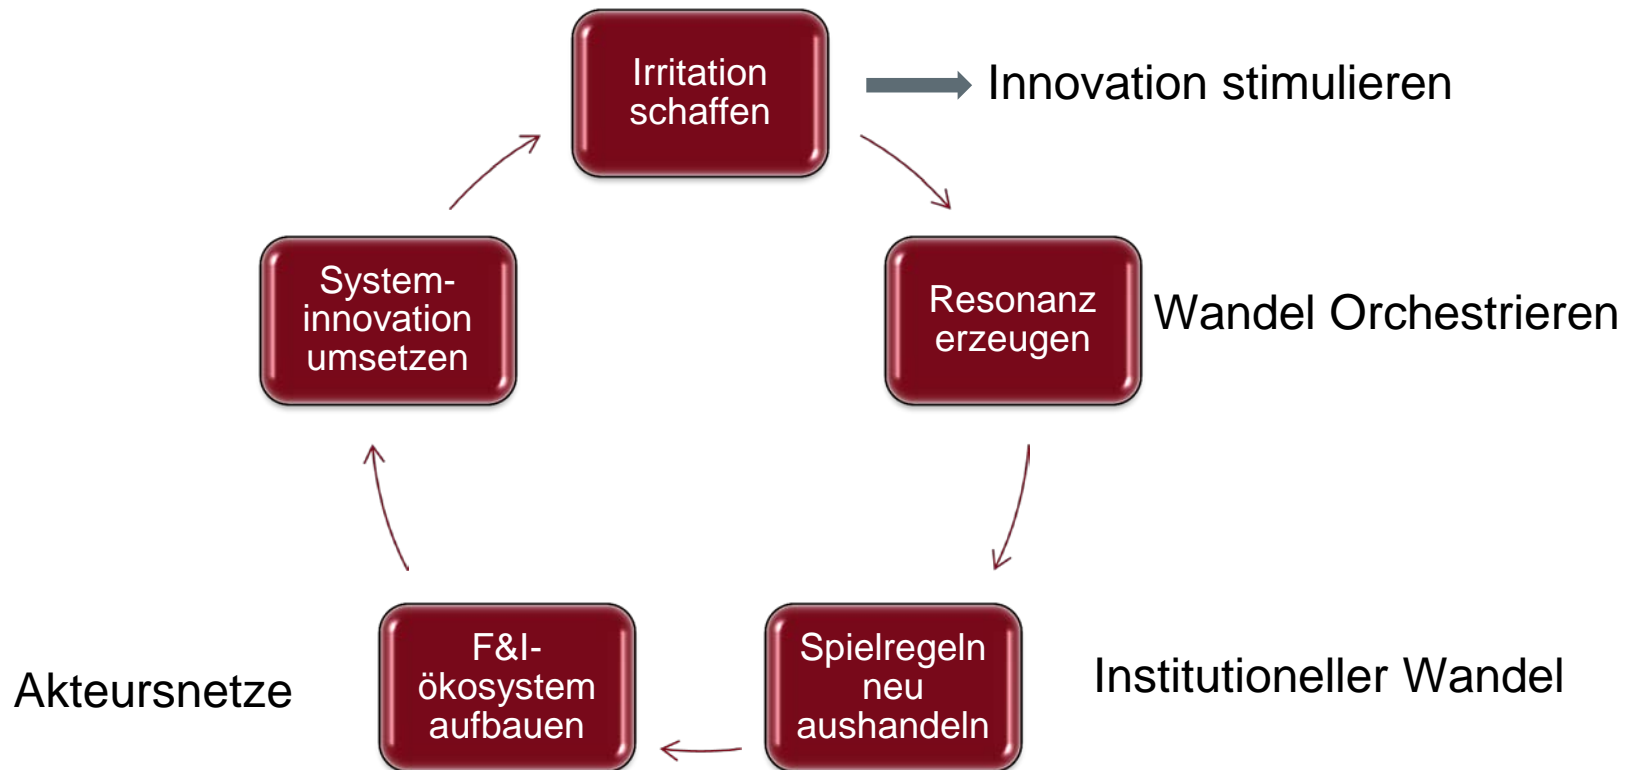 Irritation
schaffen
Innovation stimulieren
System-
innovation
umsetzen
Resonanz
erzeugen
Wandel Orchestrieren
Akteursnetze
F&I-
ökosystem
aufbauen
Spielregeln
neu
aushandeln
Institutioneller Wandel